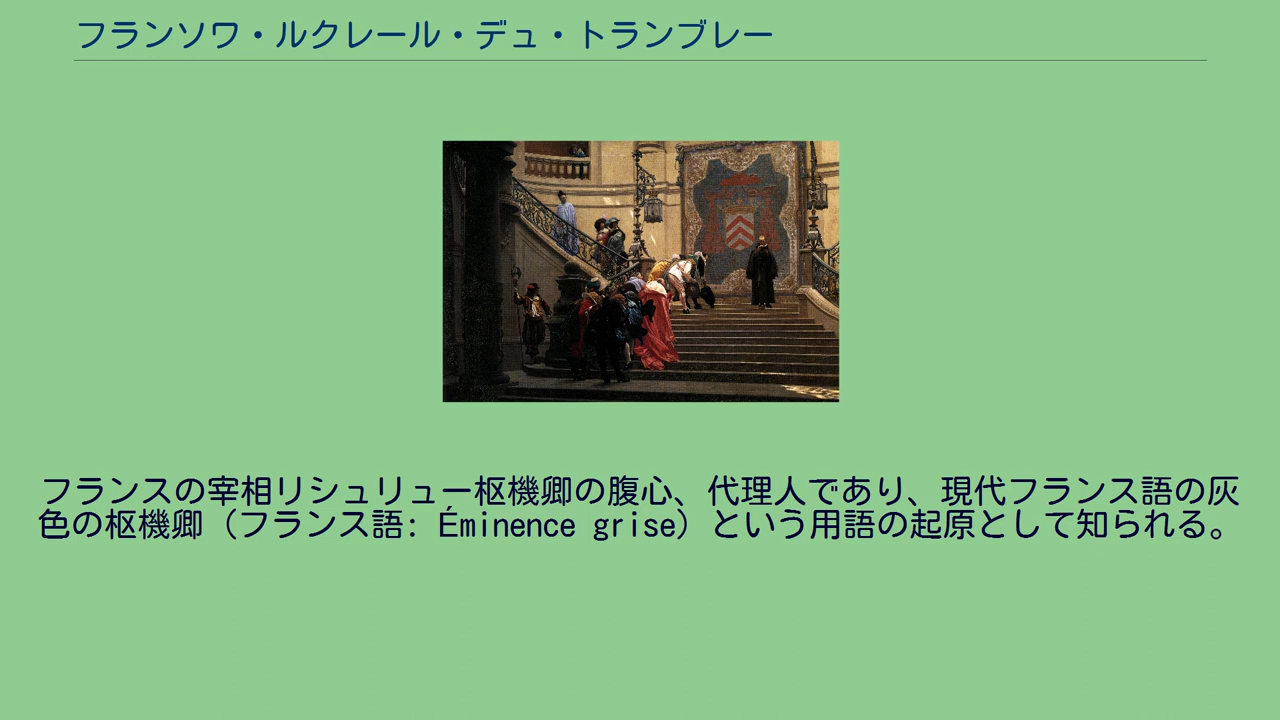 フランソワ・ルクレール・デュ・トランブレー
フランスの宰相リシュリュー枢機卿の腹心、代理人であり、現代フランス語の灰
色の枢機卿（フランス語: Éminence grise）という用語の起原として知られる。